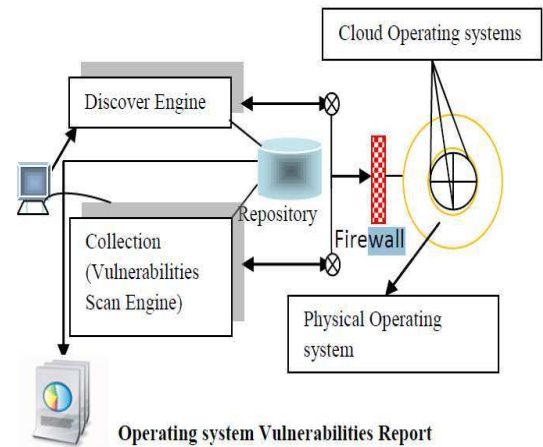 Cloud Operating systems
Discover Engine
Repository
Firewall
Collection
(Vulnerabilities
Scan Engine)
Physical Operating
system
Operating system Vulnerabilities Report